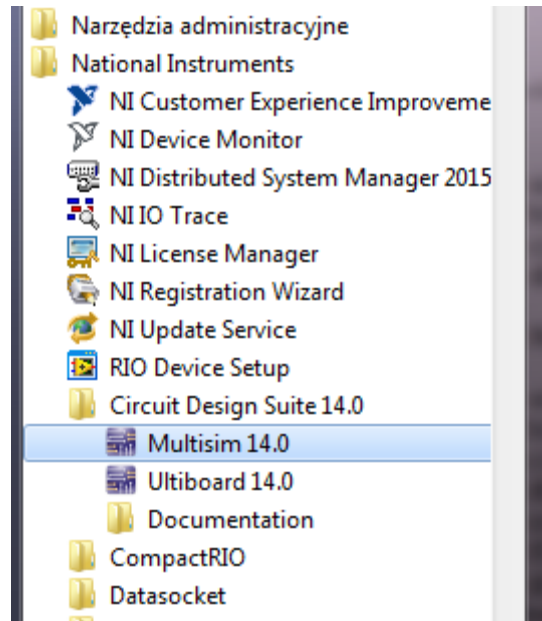 Narzędzia administracyjne
National Instruments
NI Customer Experience Improveme
NI Device Monitor
NI Distributed System Manager 2015
NI IO Trace
NI License Manager
NI Registration Wizard
NI Update Service
RIO Device Setup
Circuit Design Suite 14.0
Multisim 14.0
Ultiboard 14.0
Documentation
CompactRIO
Datasocket